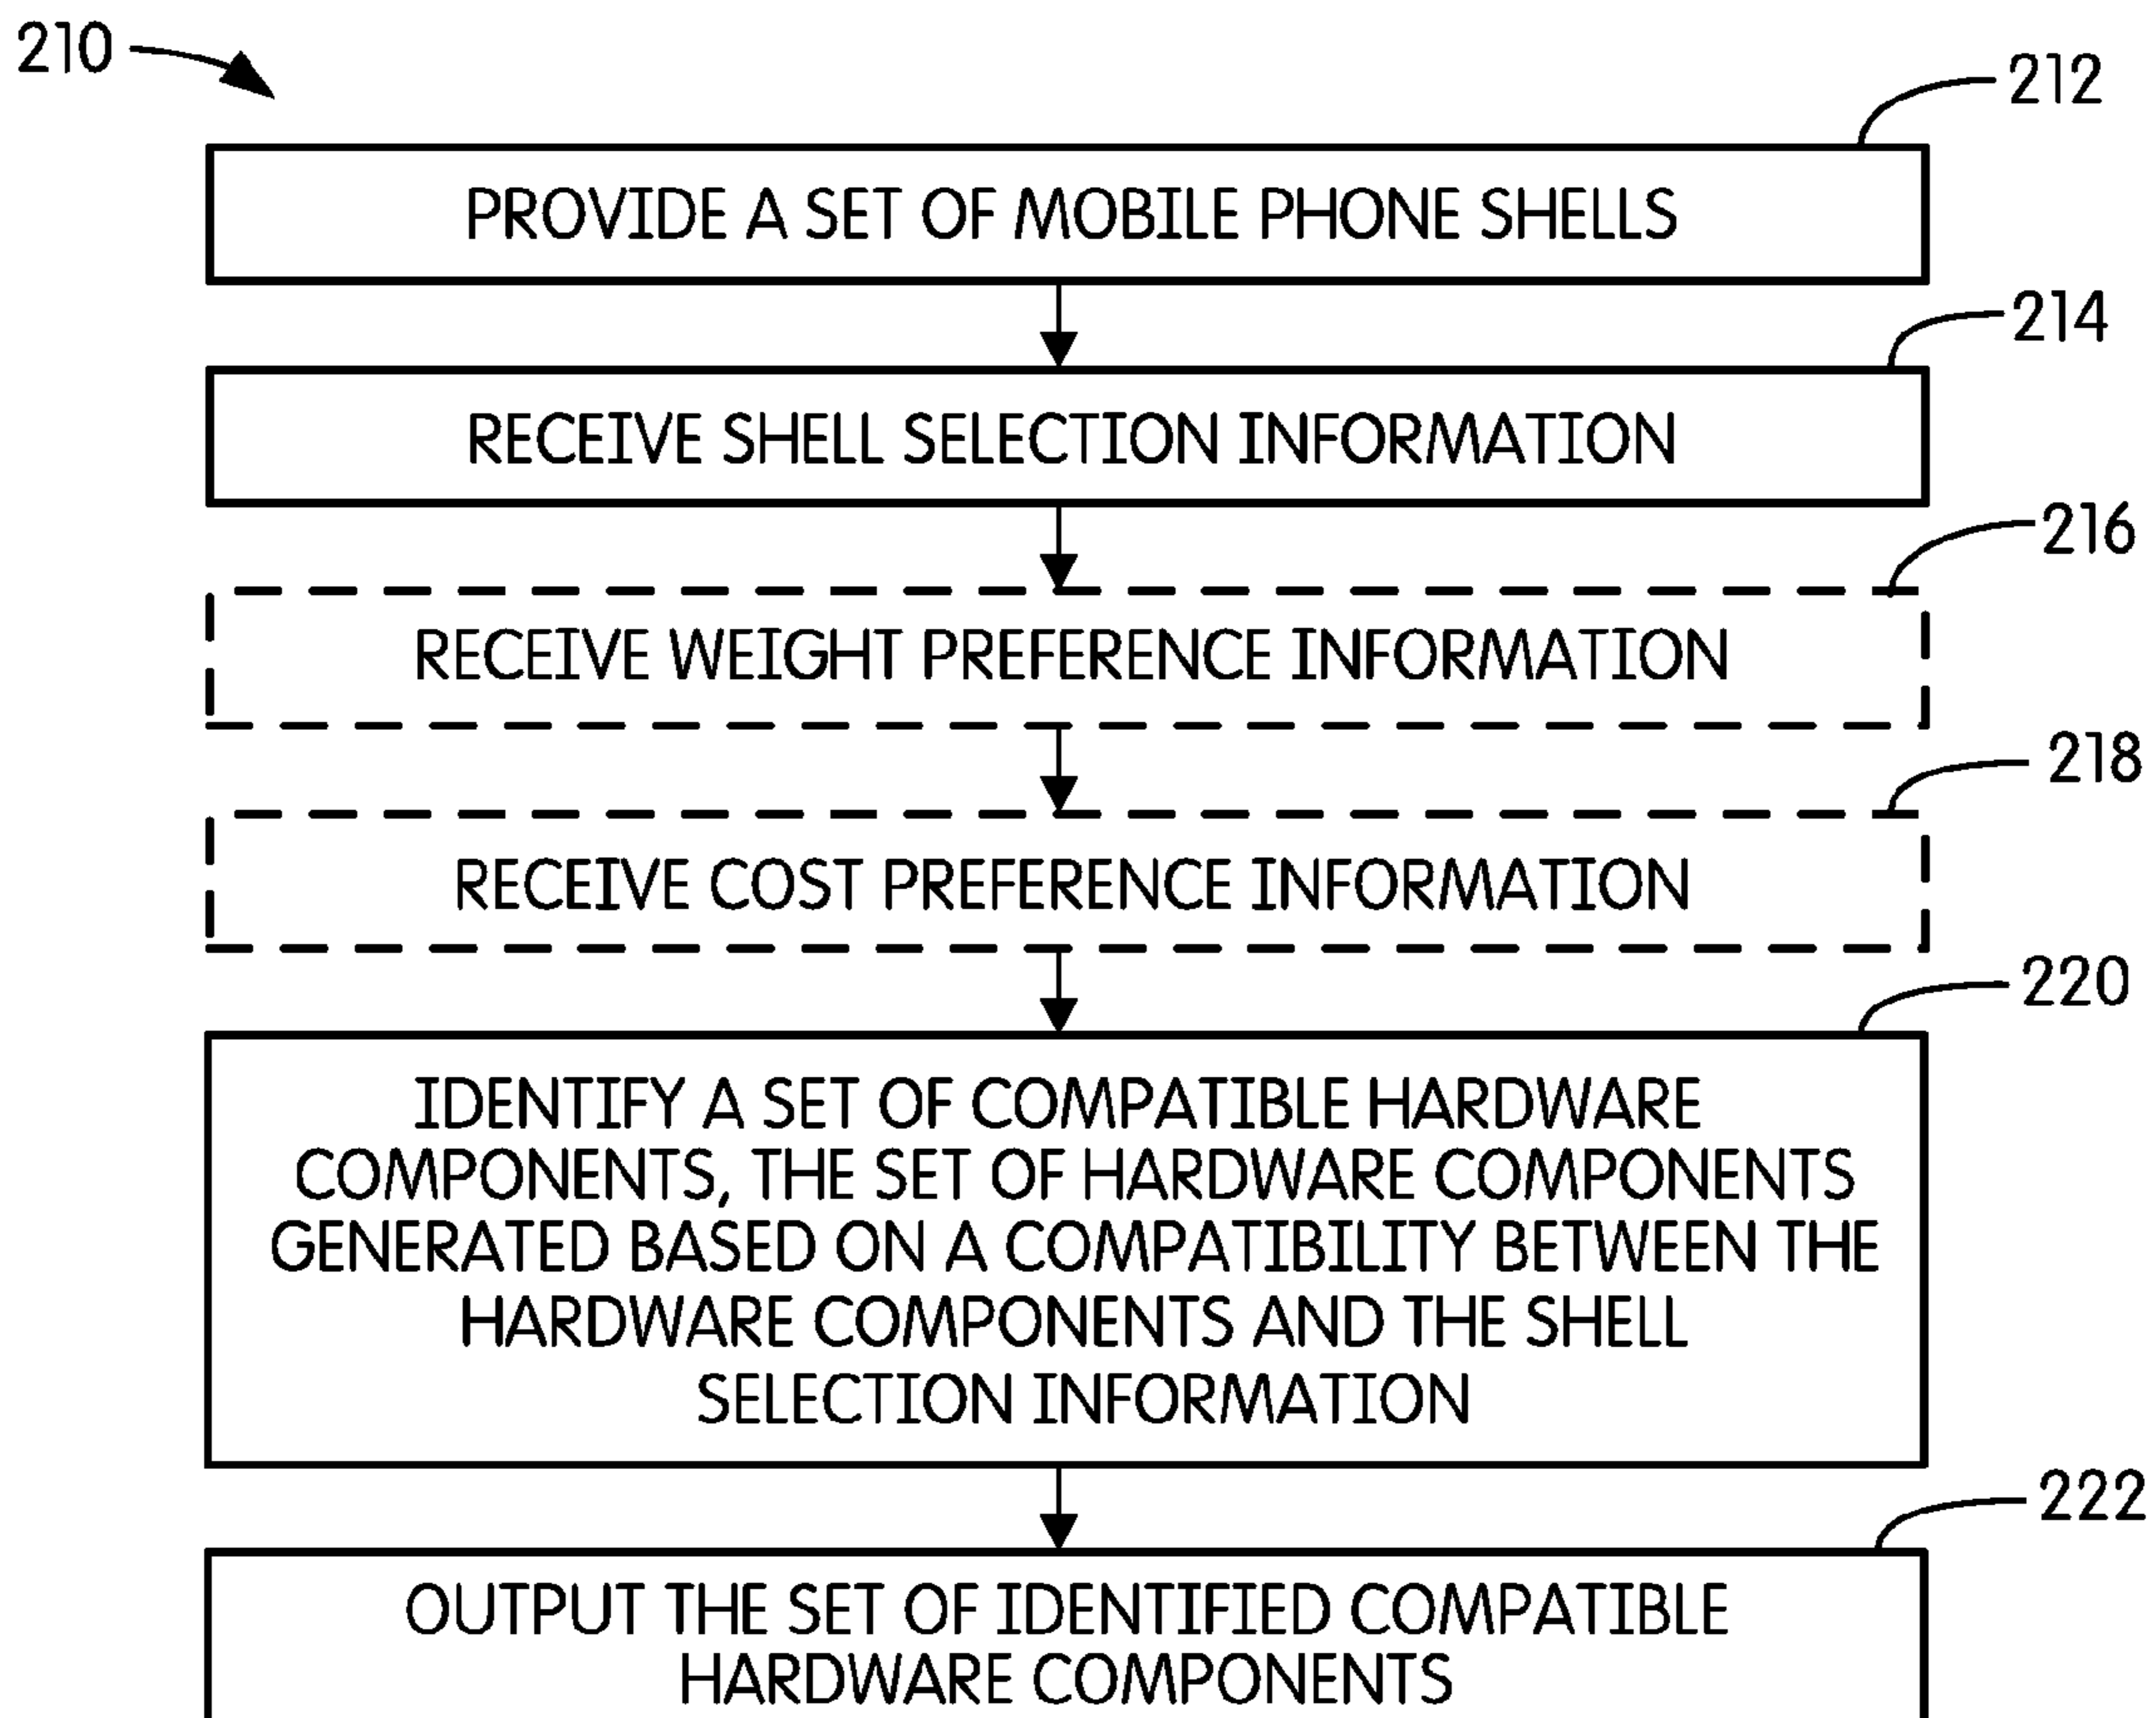 210
212
PROVIDE A SET OF MOBILE PHONE SHELLS
214
RECEIVE SHELL SELECTION INFORMATION
216
RECEIVE WEIGHT PREFERENCE INFORMATION
218
RECEIVE COST PREFERENCE INFORMATION
220
IDENTIFY A SET OF COMPATIBLE HARDWARE
COMPONENTS, THE SET OF HARDWARE COMPONENTS
GENERATED BASED ON A COMPATIBILITY BETWEEN THE
HARDWARE COMPONENTS AND THE SHELL
SELECTION INFORMATION
222
OUTPUT THE SET OF IDENTIFIED COMPATIBLE
HARDWARE COMPONENTS